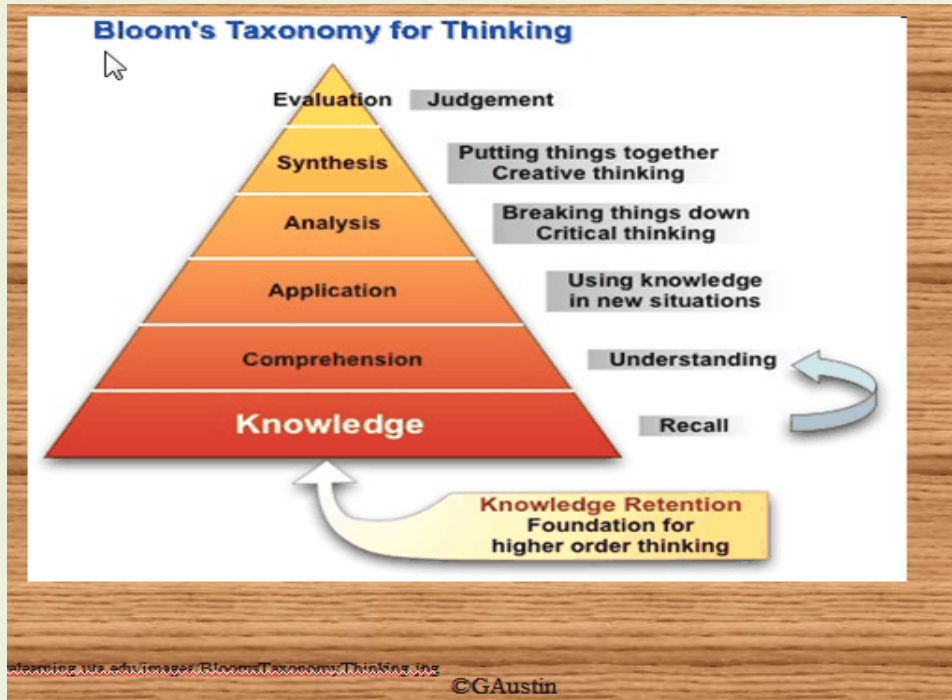 Bloom's Taxonomy for Thinking
Evaluation Judgement
Synthesis
Putting things together
Creative thinking
Analysis
Breaking things down
Critical thinking
Application
Using knowledge
in new situations
Comprehension Understanding
Knowledge Recall
Knowledge Retention
Foundation for
higher order thinking
©GAustin